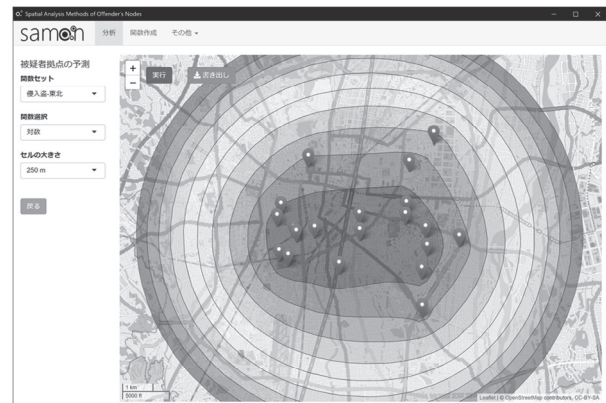 Spatial Analysis Methods of Offender's Nodes
samon
分析
関数作成
その他
被疑者拠点の予測
関数セット
侵入盗-東北
関数選択
対数
セルの大きさ
250 m
戻る
+
−
実行
書き出し
1 km
5000 ft
Leaflet | © OpenStreetMap contributors, CC-BY-SA